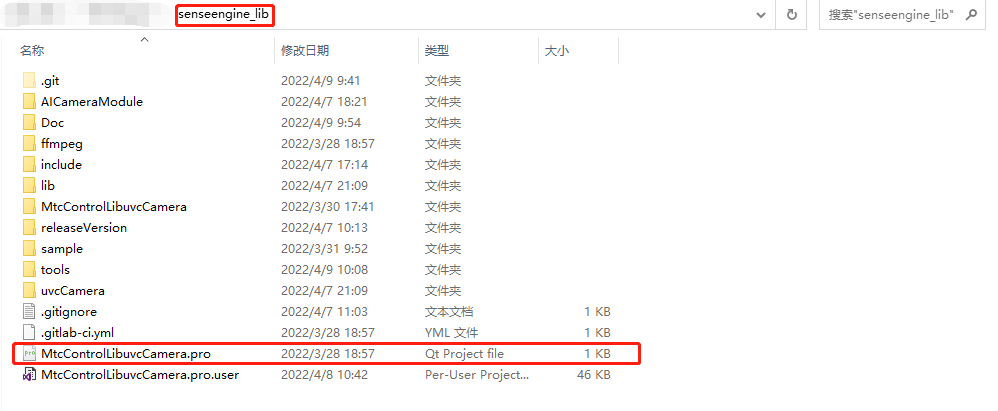 senseengine_lib 搜索"senseengine_lib"
名称 修改日期 类型 大小
.git 2022/4/9 9:41 文件夹
AICameraModule 2022/4/7 18:21 文件夹
Doc 2022/4/9 9:54 文件夹
ffmpeg 2022/3/28 18:57 文件夹
include 2022/4/7 17:14 文件夹
lib 2022/4/7 21:09 文件夹
MtcControlLibuvcCamera 2022/3/30 17:41 文件夹
releaseVersion 2022/4/7 10:13 文件夹
sample 2022/3/31 9:52 文件夹
tools 2022/4/9 10:08 文件夹
uvcCamera 2022/4/7 21:09 文件夹
.gitignore 2022/4/7 11:03 文本文档 1 KB
.gitlab-ci.yml 2022/3/28 18:57 YML 文件 1 KB
MtcControlLibuvcCamera.pro 2022/3/28 18:57 Qt Project file 1 KB
MtcControlLibuvcCamera.pro.user 2022/4/8 10:42 Per-User Project... 46 KB